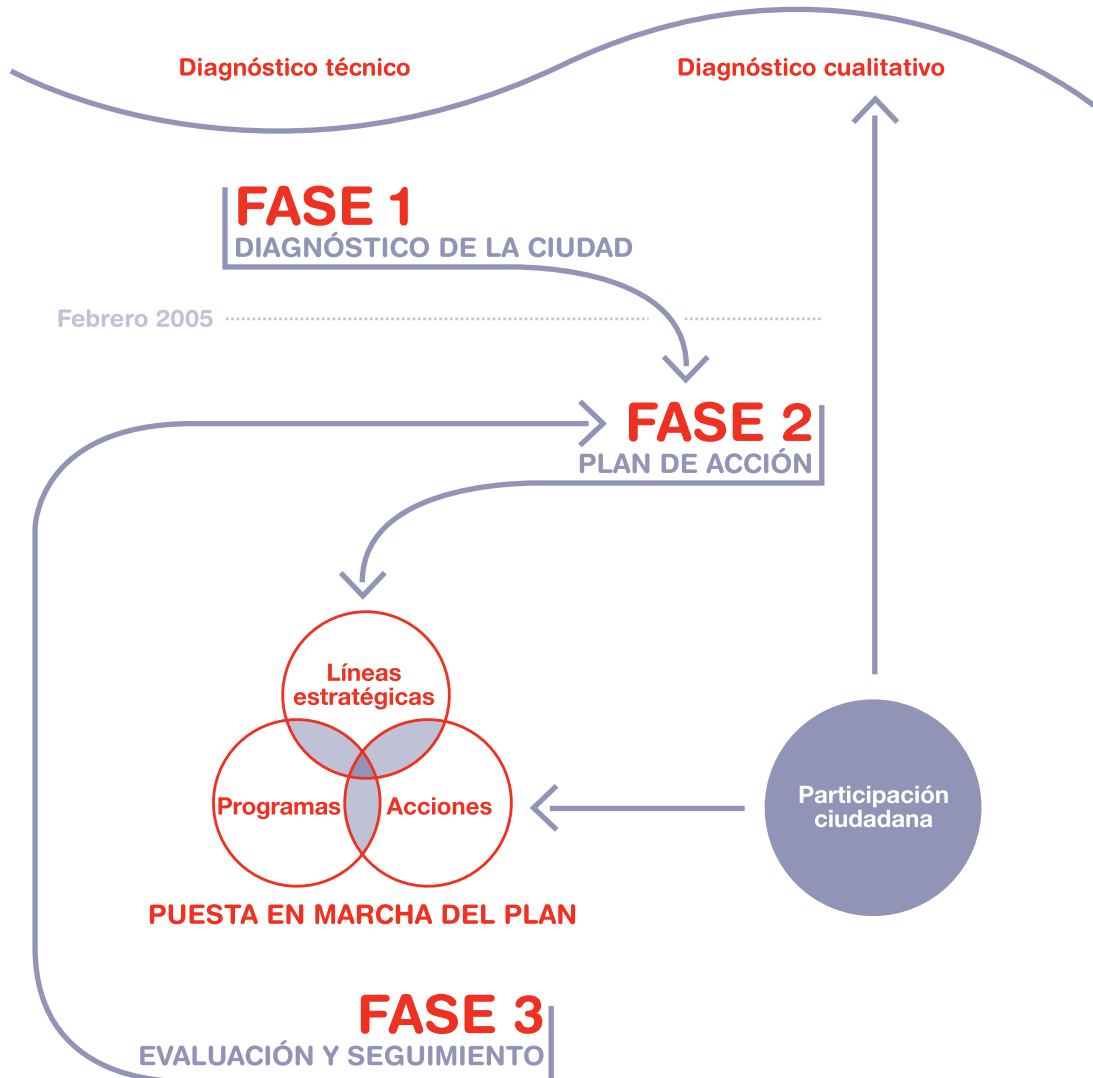 Diagnóstico técnico
Diagnóstico cualitativo
FASE 1
DIAGNÓSTICO DE LA CIUDAD
Febrero 2005
FASE 2
PLAN DE ACCIÓN
Líneas
estratégicas
Programas
Acciones
Participación
ciudadana
PUESTA EN MARCHA DEL PLAN
FASE 3
EVALUACIÓN Y SEGUIMIENTO